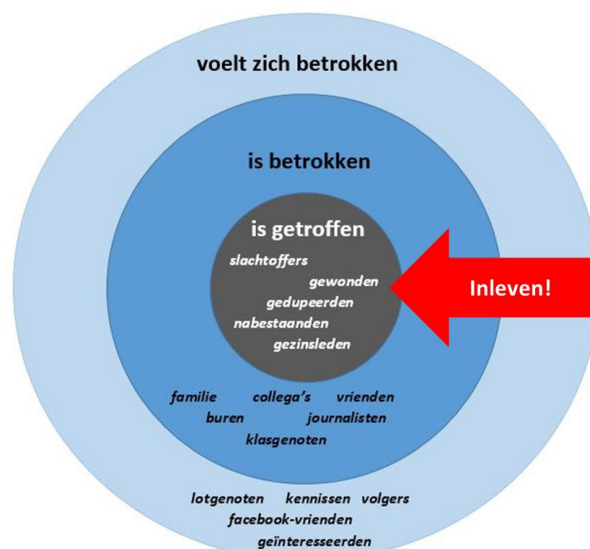 voelt zich betrokken
is betrokken
is getroffen
slachtoffers
gewonden
gedupeerden
nabestaanden
gezinsleden
Inleven!
familie collega's vrienden
buren journalisten
klasgenoten
lotgenoten kennissen volgers
facebook-vrienden
geïnteresseerden